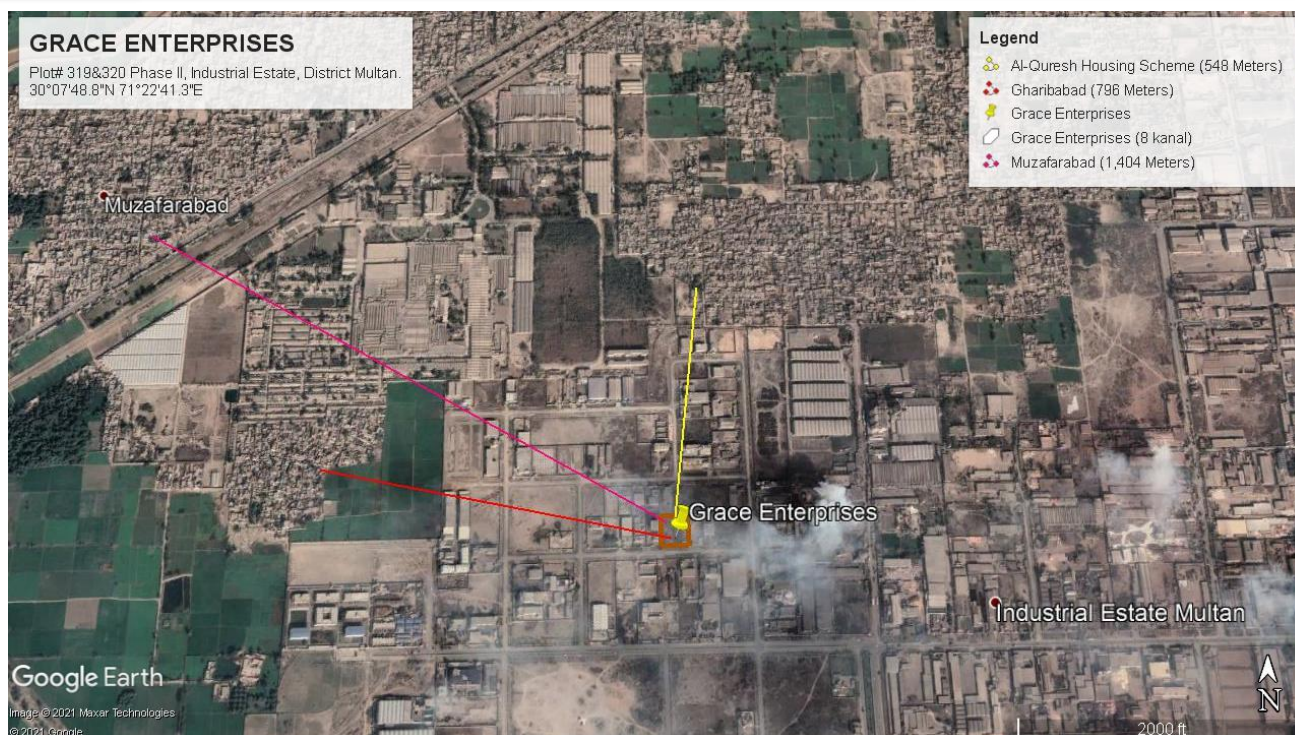 GRACE ENTERPRISES
Plot# 319&320 Phase II, Industrial Estate, District Multan.
30°07'48.8"N 71°22'41.3"E
Legend
Al-Quresh Housing Scheme (548 Meters)
Gharibabad (796 Meters)
Grace Enterprises
Grace Enterprises (8 kanal)
Muzafarabad (1,404 Meters)
Muzafarabad
Grace Enterprises
Industrial Estate Multan
Google Earth
Image © 2021 Maxar Technologies
© 2021 Google
N
2000 ft